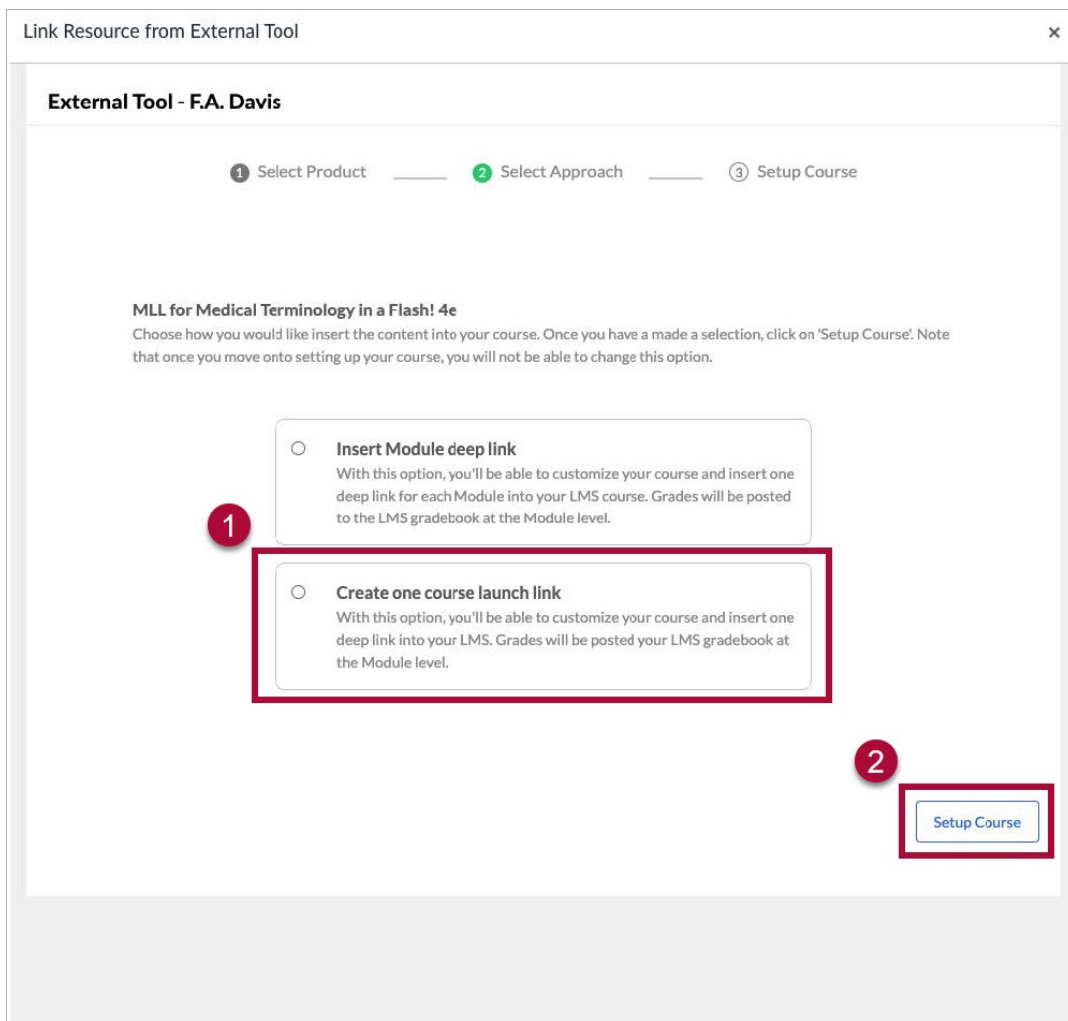 Link Resource from External Tool ×
External Tool - F.A. Davis
1 Select Product 2 Select Approach 3 Setup Course
MLL for Medical Terminology in a Flash! 4e
Choose how you would like insert the content into your course. Once you have a made a selection, click on 'Setup Course'. Note
that once you move onto setting up your course, you will not be able to change this option.
Insert Module deep link
With this option, you'll be able to customize your course and insert one
deep link for each Module into your LMS course. Grades will be posted
to the LMS gradebook at the Module level.
1
Create one course launch link
With this option, you'll be able to customize your course and insert one
deep link into your LMS. Grades will be posted your LMS gradebook at
the Module level.
2
Setup Course